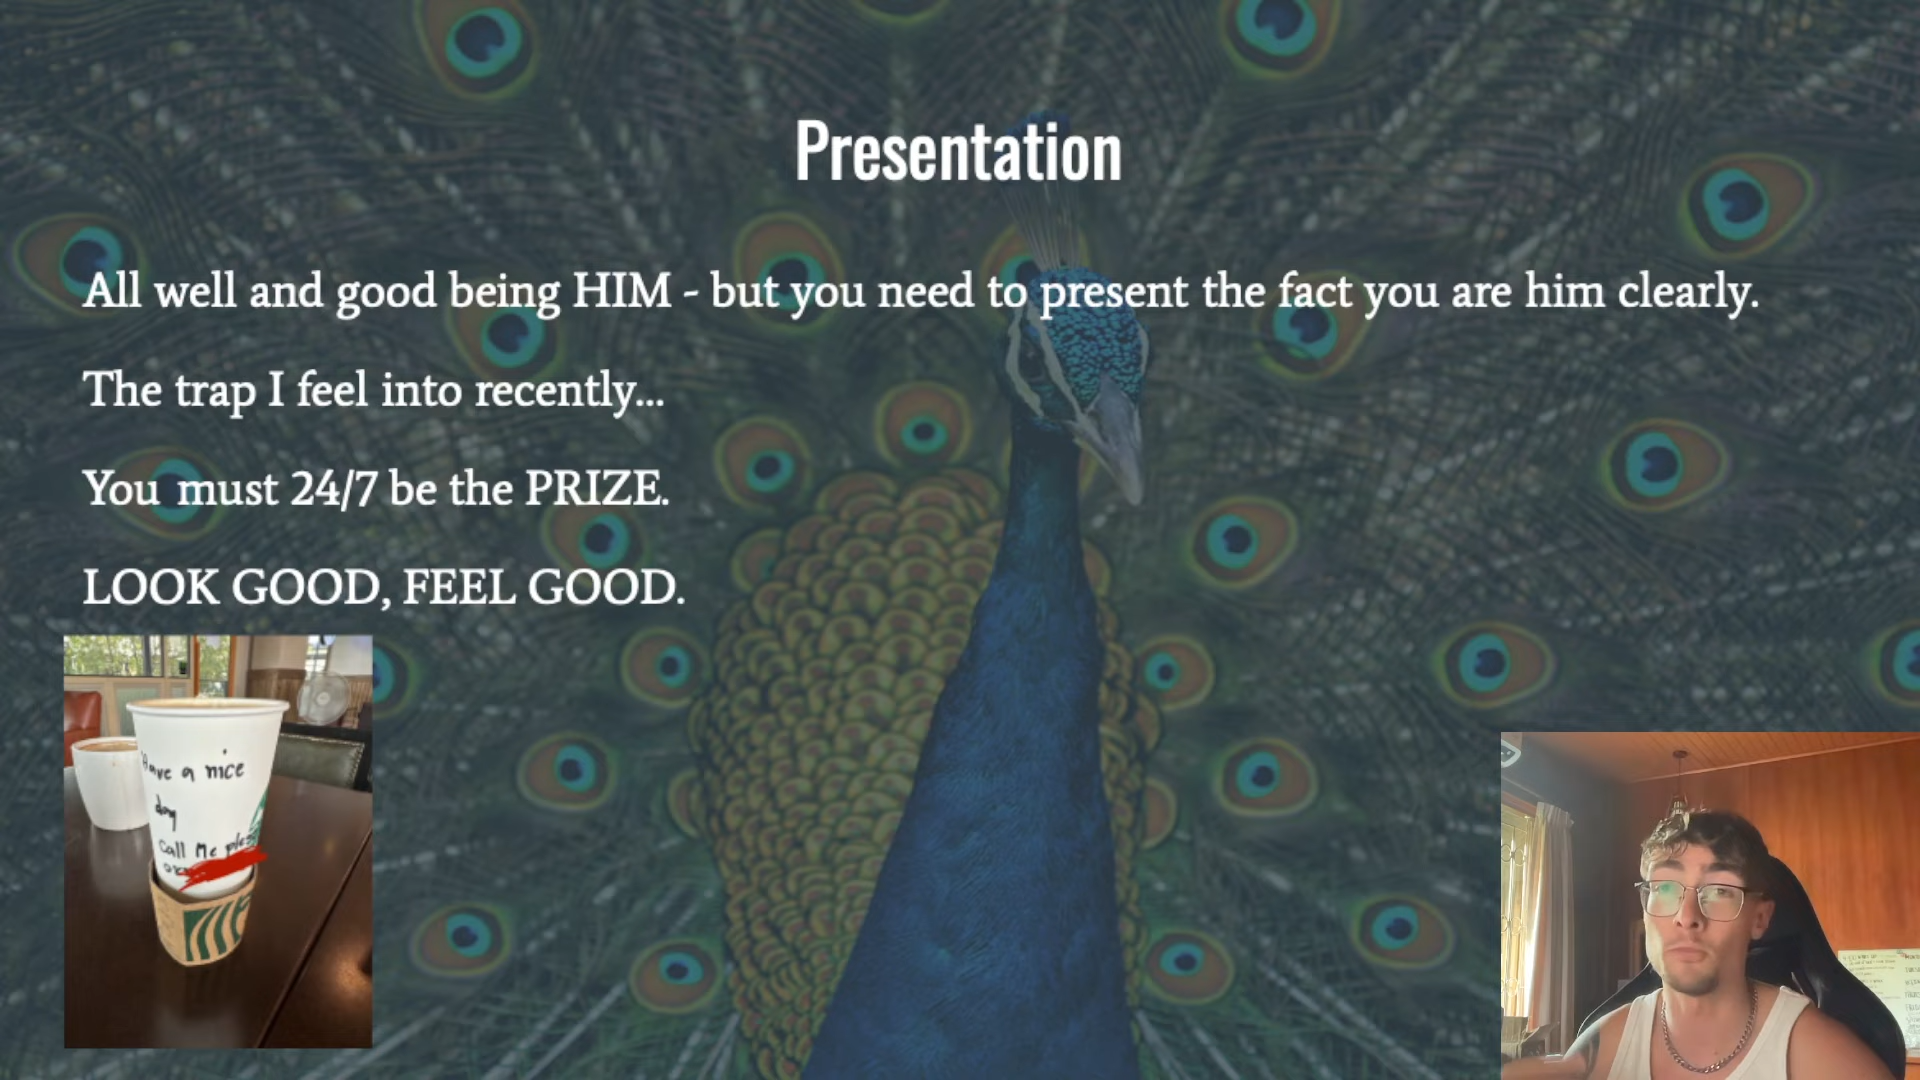 Presentation
All well and good being HIM - but you need to present the fact you are him clearly.
The trap I feel into recently...
You must 24/7 be the PRIZE.
LOOK GOOD, FEEL GOOD.
Have a nice
day
Call Me